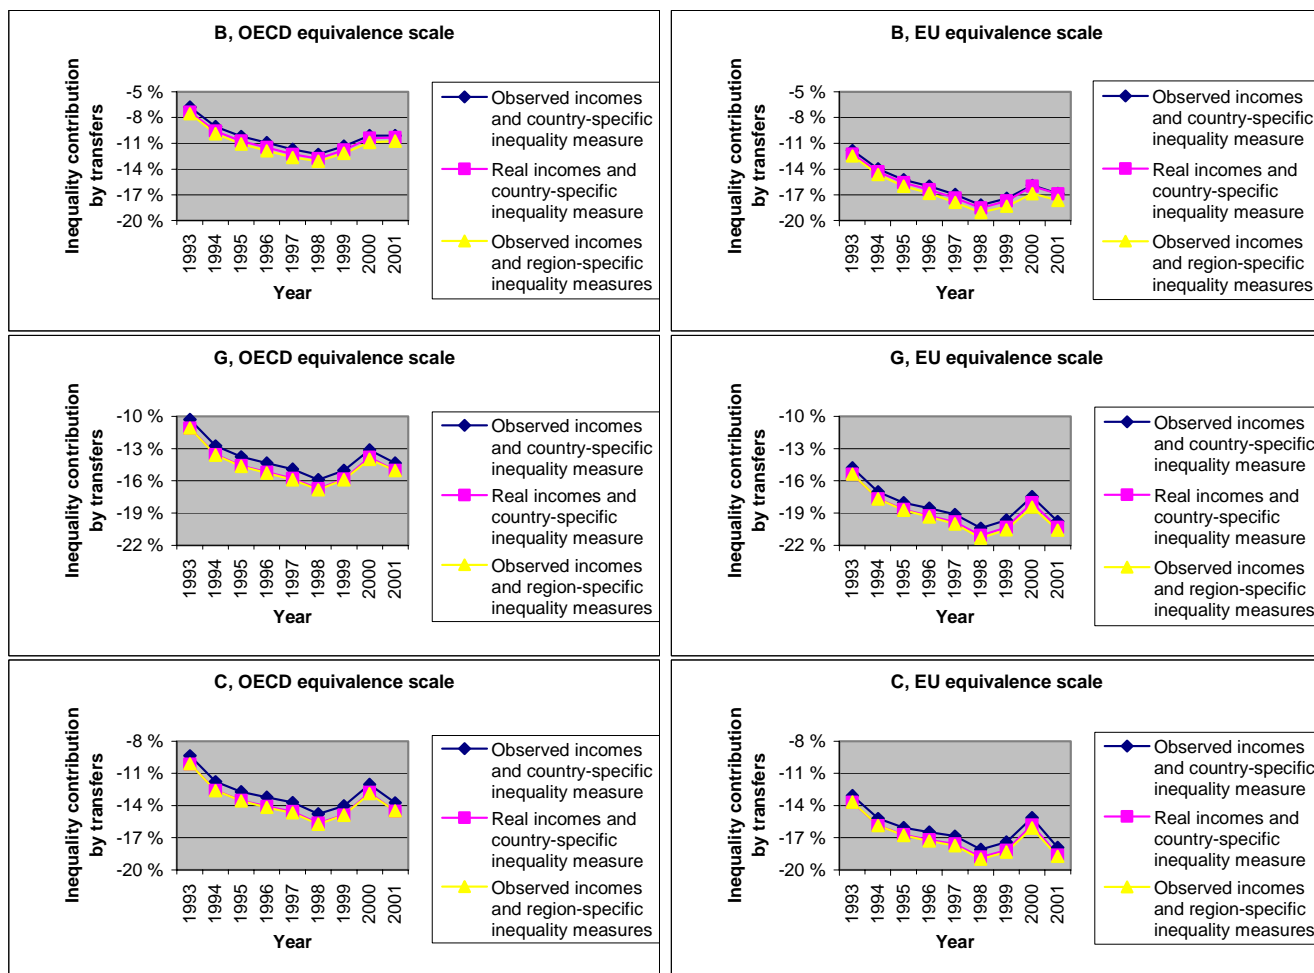 B, OECD equivalence scale
Inequality contribution
by transfers
-5 %
-8 %
-11 %
-14 %
-17 %
-20 %
1993
1994
1995
1996
1997
1998
1999
2000
2001
Year
Observed incomes
and country-specific
inequality measure
Real incomes and
country-specific
inequality measure
Observed incomes
and region-specific
inequality measures
B, EU equivalence scale
Inequality contribution
by transfers
-5 %
-8 %
-11 %
-14 %
-17 %
-20 %
1993
1994
1995
1996
1997
1998
1999
2000
2001
Year
Observed incomes
and country-specific
inequality measure
Real incomes and
country-specific
inequality measure
Observed incomes
and region-specific
inequality measures
G, OECD equivalence scale
Inequality contribution
by transfers
-10 %
-13 %
-16 %
-19 %
-22 %
1993
1994
1995
1996
1997
1998
1999
2000
2001
Year
Observed incomes
and country-specific
inequality measure
Real incomes and
country-specific
inequality measure
Observed incomes
and region-specific
inequality measures
G, EU equivalence scale
Inequality contribution
by transfers
-10 %
-13 %
-16 %
-19 %
-22 %
1993
1994
1995
1996
1997
1998
1999
2000
2001
Year
Observed incomes
and country-specific
inequality measure
Real incomes and
country-specific
inequality measure
Observed incomes
and region-specific
inequality measures
C, OECD equivalence scale
Inequality contribution
by transfers
-8 %
-11 %
-14 %
-17 %
-20 %
1993
1994
1995
1996
1997
1998
1999
2000
2001
Year
Observed incomes
and country-specific
inequality measure
Real incomes and
country-specific
inequality measure
Observed incomes
and region-specific
inequality measures
C, EU equivalence scale
Inequality contribution
by transfers
-8 %
-11 %
-14 %
-17 %
-20 %
1993
1994
1995
1996
1997
1998
1999
2000
2001
Year
Observed incomes
and country-specific
inequality measure
Real incomes and
country-specific
inequality measure
Observed incomes
and region-specific
inequality measures